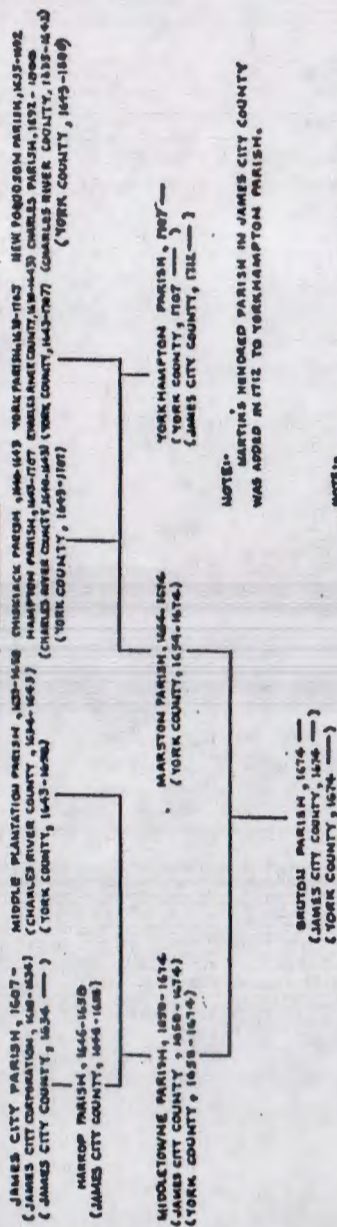 JAMES CITY PARISH, 1607-
(JAMES CITY CORPORATION, 1618-1634)
(JAMES CITY COUNTY, 1634 —)
MIDDLE PLANTATION PARISH, 1633-1658
(CHARLES RIVER COUNTY, 1634-1643)
(YORK COUNTY, 1643-1658)
CHISKIACK PARISH, 1640-1643
HAMPTON PARISH, 1643-1707
(CHARLES RIVER COUNTY, 1640-1643)
(YORK COUNTY, 1643-1707)
YORK PARISH, 1638-1707
(CHARLES RIVER COUNTY, 1638-1643)
(YORK COUNTY, 1643-1707)
NEW POQUOSON PARISH, 1635-1692
CHARLES PARISH, 1692-
(CHARLES RIVER COUNTY, 1635-1643)
(YORK COUNTY, 1643-
HARROP PARISH, 1646-1658
(JAMES CITY COUNTY, 1646-1658)
MIDDLETOWNE PARISH, 1658-1674
(JAMES CITY COUNTY, 1658-1674)
(YORK COUNTY, 1658-1674)
MARSTON PARISH, 1654-1674
(YORK COUNTY, 1654-1674)
YORKHAMPTON PARISH, 1707 —
(YORK COUNTY, 1707 —)
(JAMES CITY COUNTY, 1712 —)
BRUTON PARISH, 1674 —
(JAMES CITY COUNTY, 1674 —)
(YORK COUNTY, 1674 —)
NOTE:-
MARTIN'S HUNDRED PARISH IN JAMES CITY COUNTY
WAS ADDED IN 1712 TO YORKHAMPTON PARISH.
NOTE:-